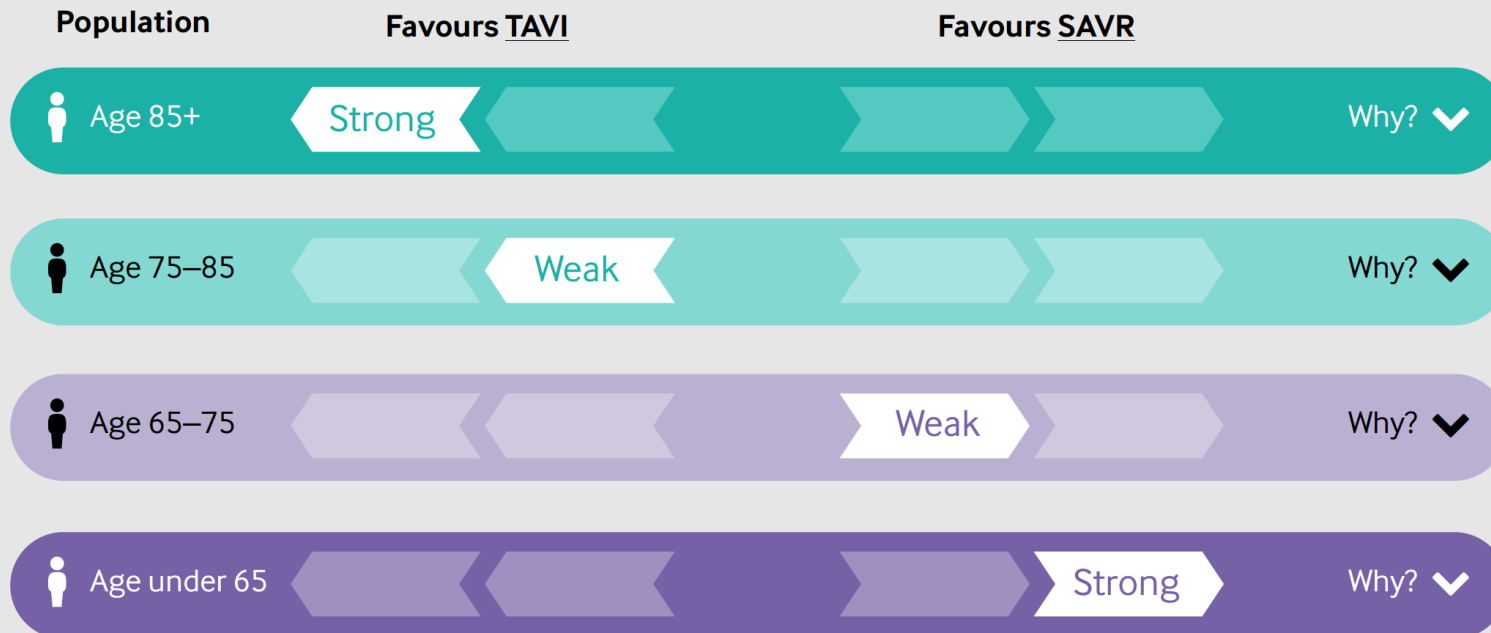 Population Favours TAVI Favours SAVR
Age 85+ Strong Why?
Age 75–85 Weak Why?
Age 65–75 Weak Why?
Age under 65 Strong Why?